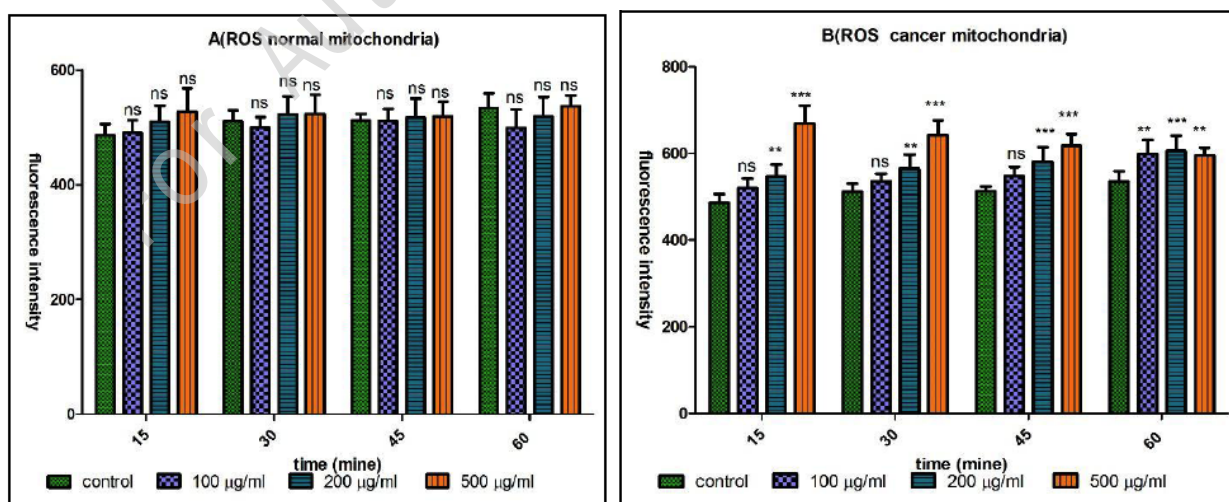 A(ROS normal mitochondria)
600
400
200
0
fluorescence intensity
ns ns ns
ns ns ns
ns ns ns
ns ns ns
15 30 45 60
time (mine)
control 100 µg/ml 200 µg/ml 500 µg/ml
B(ROS cancer mitochondria)
800
600
400
200
0
fluorescence intensity
ns ** ***
ns ** ***
ns *** ***
** *** **
15 30 45 60
time (mine)
control 100 µg/ml 200 µg/ml 500 µg/ml
for Aut